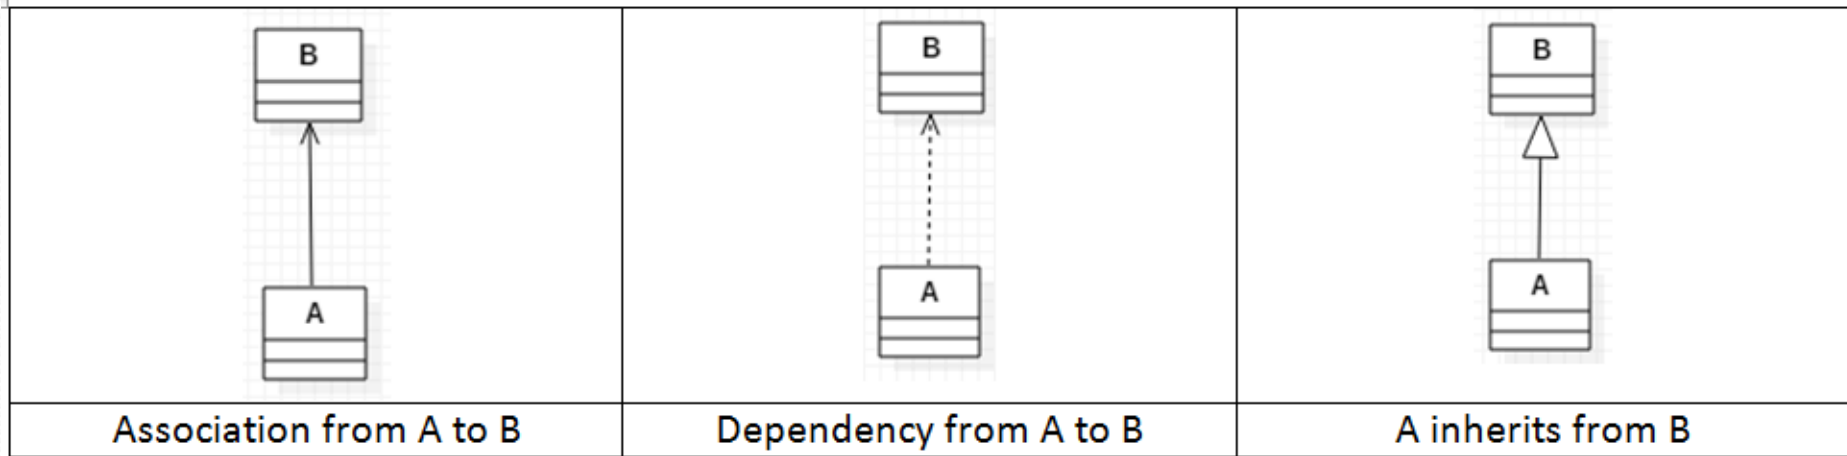 B
A
Association from A to B
B
A
Dependency from A to B
B
A
A inherits from B